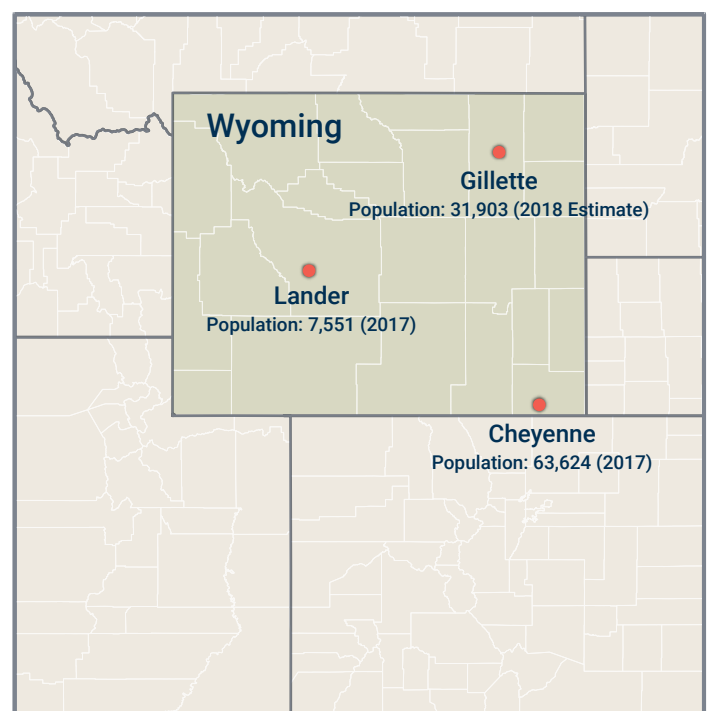 Wyoming
Gillette
Population: 31,903 (2018 Estimate)
Lander
Population: 7,551 (2017)
Cheyenne
Population: 63,624 (2017)